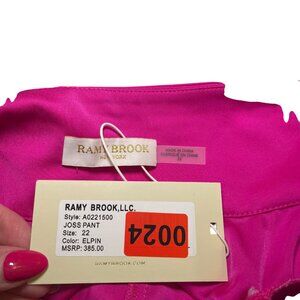 RAMY BROOK
NEW YORK
MADE IN CHINA
RAMY BROOK,LLC.
Style: A0221500
JOSS PANT
Size: 22
Color: ELPIN
MSRP: 385.00
0024
RAMYBROOK.COM